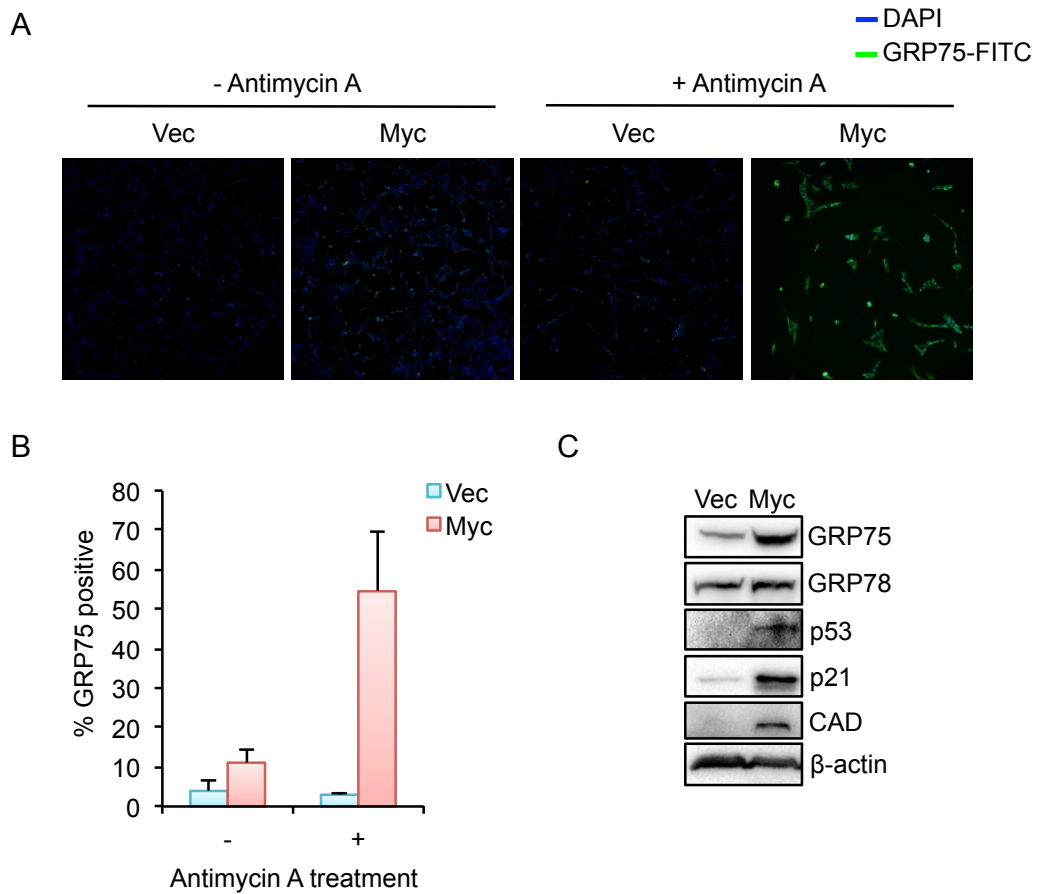 A
DAPI
GRP75-FITC
- Antimycin A
+ Antimycin A
Vec
Myc
Vec
Myc
B
80
70
60
50
40
30
20
10
0
% GRP75 positive
Vec
Myc
-
+
Antimycin A treatment
C
Vec Myc
GRP75
GRP78
p53
p21
CAD
β-actin